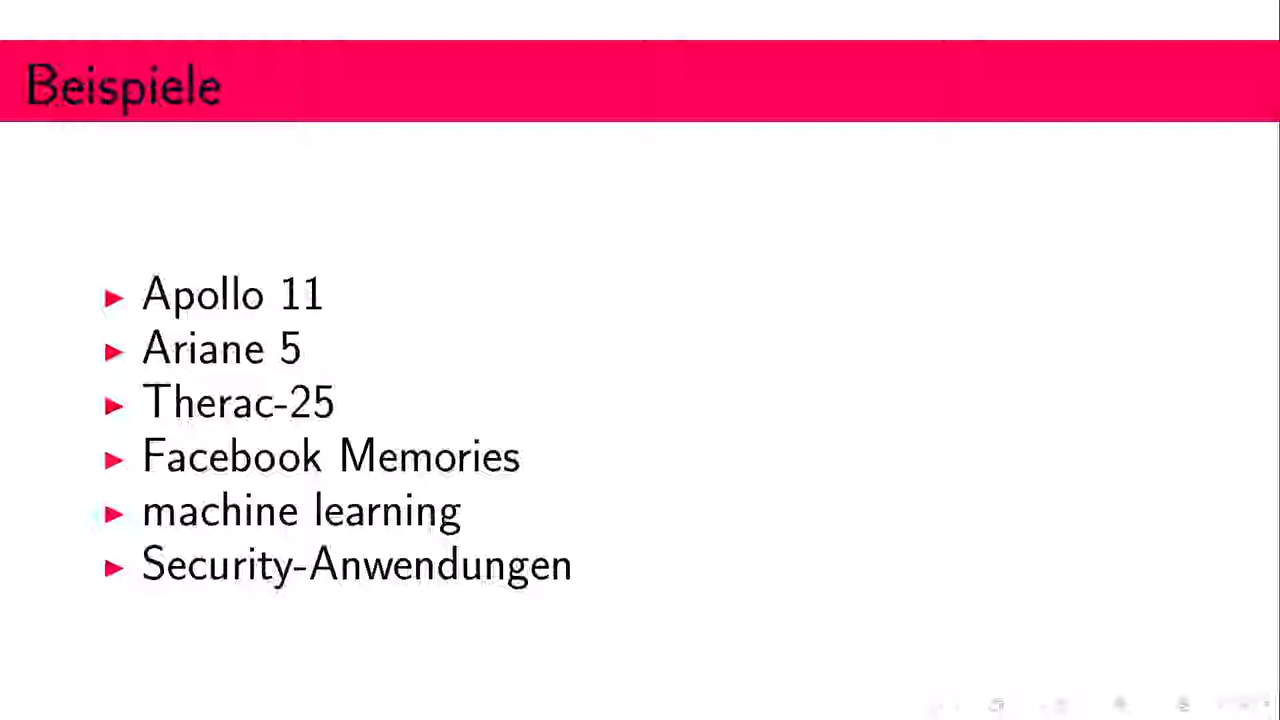 Beispiele
Apollo 11
Ariane 5
Therac-25
Facebook Memories
machine learning
Security-Anwendungen